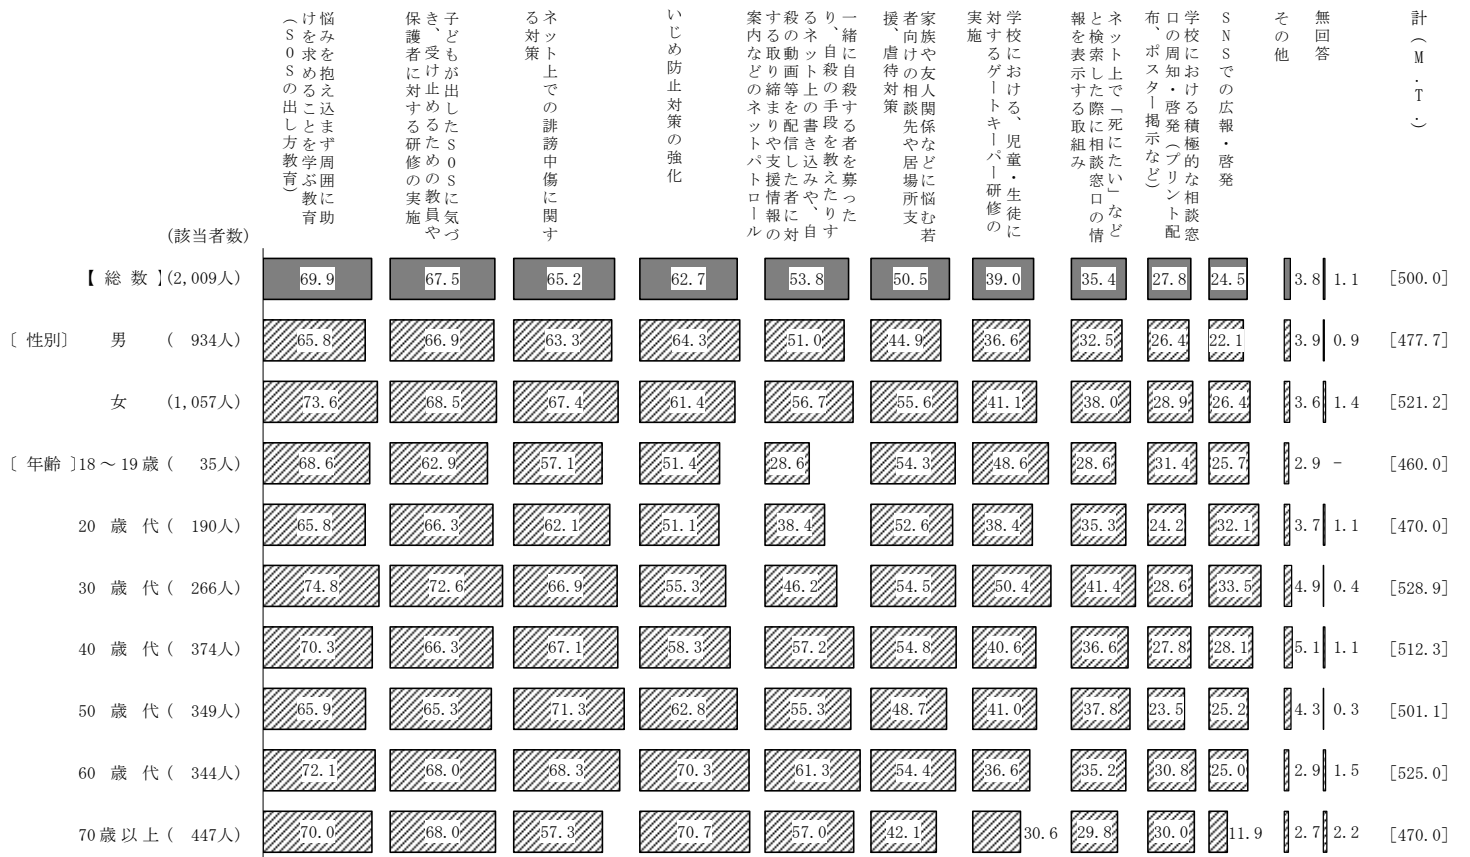 悩みを抱え込まず周囲に助
けを求めることを学ぶ教育
（ＳＯＳの出し方教育）
子どもが出したＳＯＳに気づ
き、受け止めるための教員や
保護者に対する研修の実施
ネット上での誹謗中傷に関す
る対策
いじめ防止対策の強化
一緒に自殺する者を募った
り、自殺の手段を教えたりす
るネット上の書き込みや、自
殺の動画等を配信した者に対
する取り締まりや支援情報の
案内などのネットパトロール
家族や友人関係などに悩む若
者向けの相談先や居場所支
援、虐待対策
学校における、児童・生徒に
対するゲートキーパー研修の
実施
ネット上で「死にたい」など
と検索した際に相談窓口の情
報を表示する取組み
学校における積極的な相談窓
口の周知・啓発（プリント配
布、ポスター掲示など）
ＳＮＳでの広報・啓発
その他
無回答
計（Ｍ．Ｔ．）
(該当者数)
【 総 数 】(2,009人) 69.9 67.5 65.2 62.7 53.8 50.5 39.0 35.4 27.8 24.5 3.8 1.1 [500.0]
〔 性別〕 男 ( 934人) 65.8 66.9 63.3 64.3 51.0 44.9 36.6 32.5 26.4 22.1 3.9 0.9 [477.7]
女 (1,057人) 73.6 68.5 67.4 61.4 56.7 55.6 41.1 38.0 28.9 26.4 3.6 1.4 [521.2]
〔 年齢 〕18～19歳 ( 35人) 68.6 62.9 57.1 51.4 28.6 54.3 48.6 28.6 31.4 25.7 2.9 - [460.0]
20 歳 代 ( 190人) 65.8 66.3 62.1 51.1 38.4 52.6 38.4 35.3 24.2 32.1 3.7 1.1 [470.0]
30 歳 代 ( 266人) 74.8 72.6 66.9 55.3 46.2 54.5 50.4 41.4 28.6 33.5 4.9 0.4 [528.9]
40 歳 代 ( 374人) 70.3 66.3 67.1 58.3 57.2 54.8 40.6 36.6 27.8 28.1 5.1 1.1 [512.3]
50 歳 代 ( 349人) 65.9 65.3 71.3 62.8 55.3 48.7 41.0 37.8 23.5 25.2 4.3 0.3 [501.1]
60 歳 代 ( 344人) 72.1 68.0 68.3 70.3 61.3 54.4 36.6 35.2 30.8 25.0 2.9 1.5 [525.0]
70歳以上 ( 447人) 70.0 68.0 57.3 70.7 57.0 42.1 30.6 29.8 30.0 11.9 2.7 2.2 [470.0]